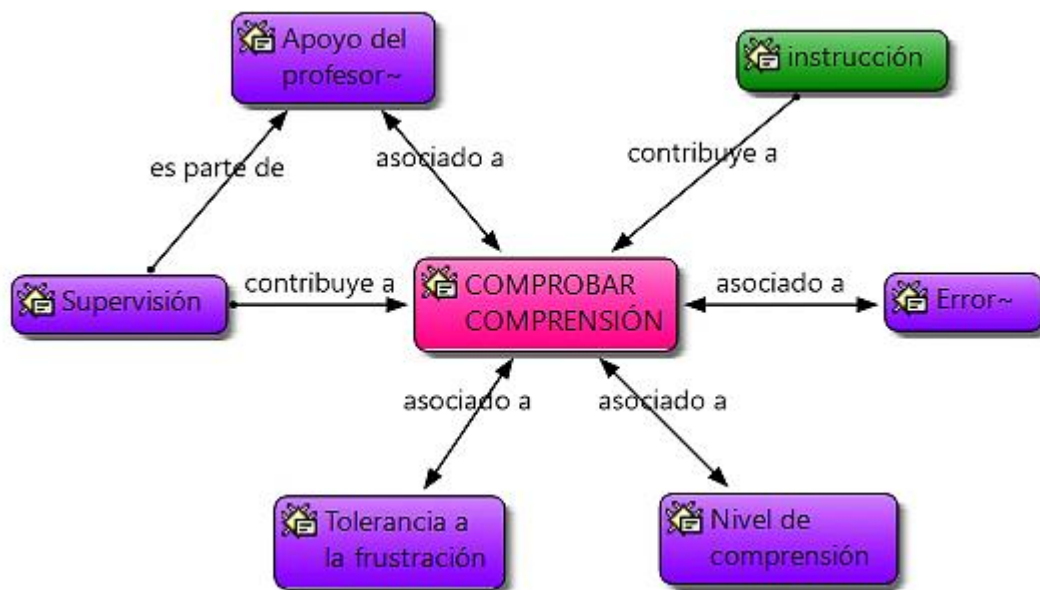 Apoyo del
profesor~
instrucción
es parte de
asociado a
contribuye a
Supervisión
contribuye a
COMPROBAR
COMPRENSIÓN
asociado a
Error~
asociado a
asociado a
Tolerancia a
la frustración
Nivel de
comprensión